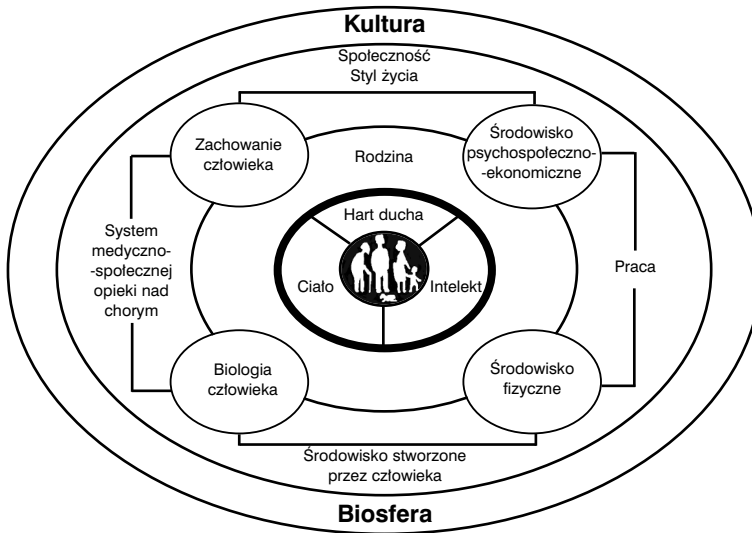 Kultura
Społeczność
Styl życia
Zachowanie
człowieka
Środowisko
psychospołeczno-
-ekonomiczne
Rodzina
Hart ducha
System
medyczno-
-społecznej
opieki nad
chorym
Ciało
Intelekt
Praca
Biologia
człowieka
Środowisko
fizyczne
Środowisko stworzone
przez człowieka
Biosfera